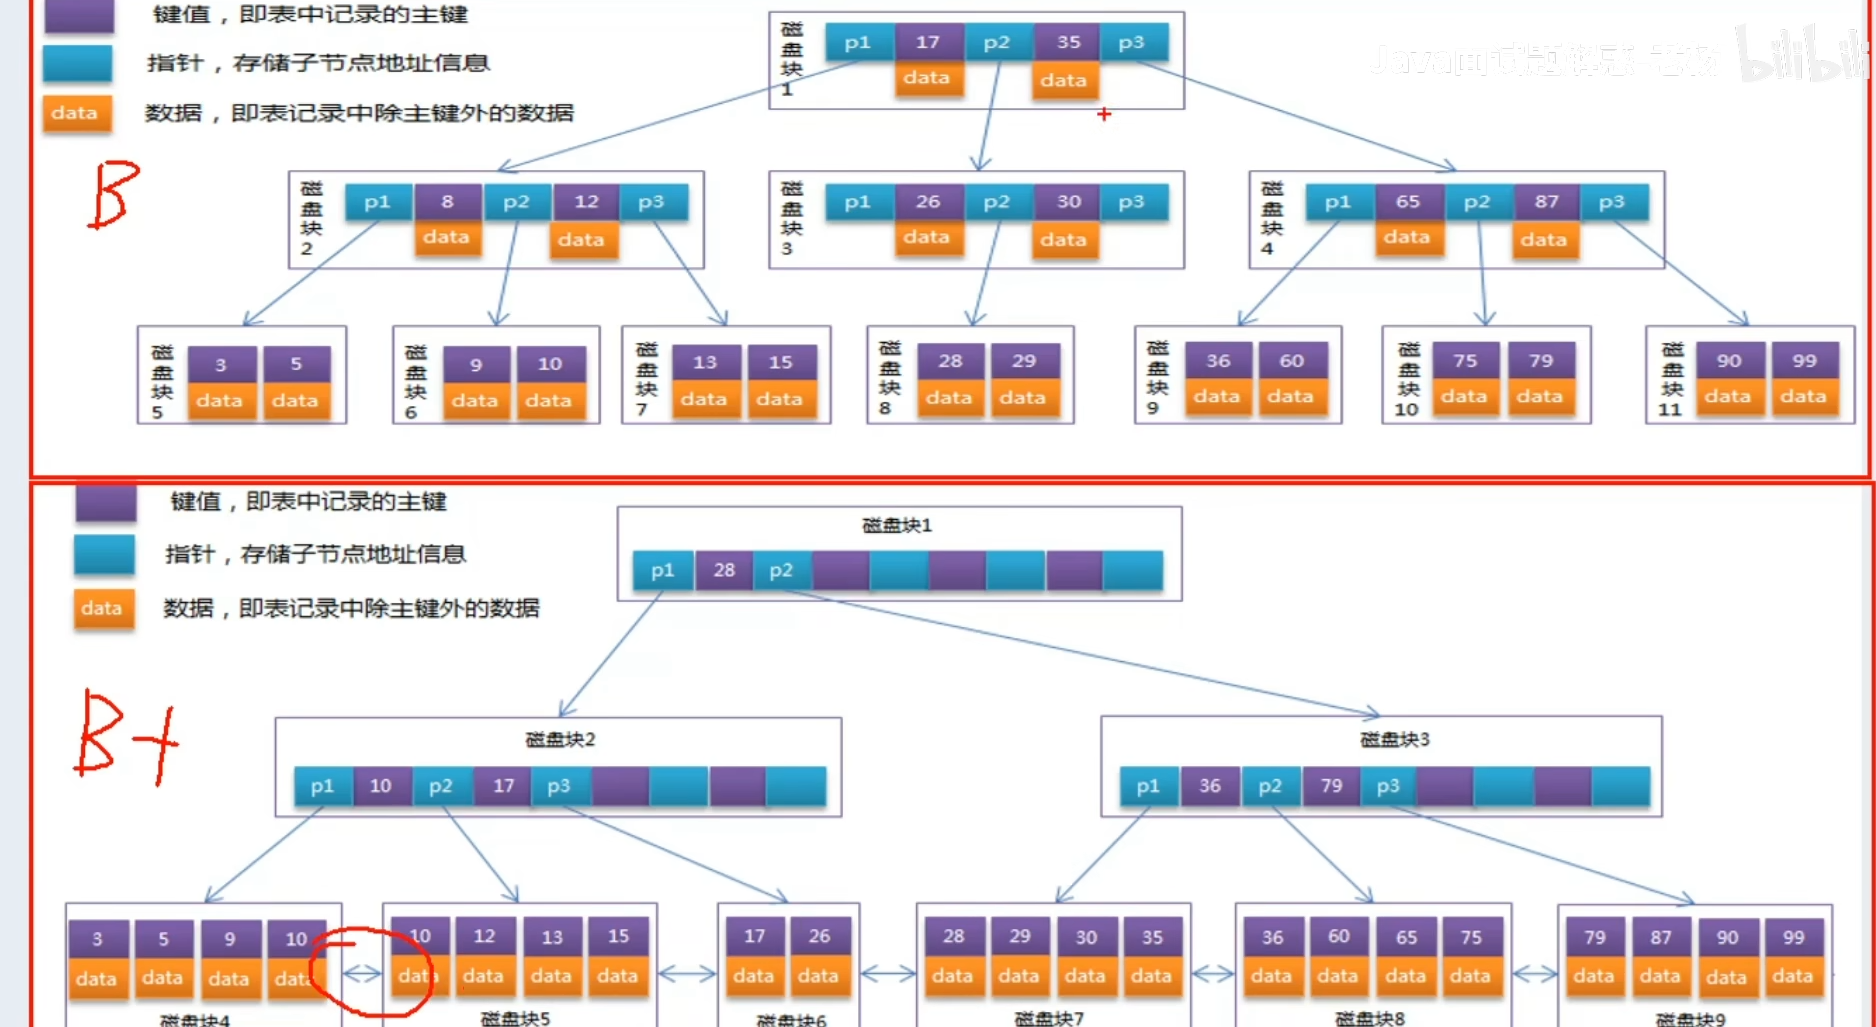 键值，即表中记录的主键
指针，存储子节点地址信息
data 数据，即表记录中除主键外的数据
B
bilibili
磁盘块1 p1 17 p2 35 p3
data data
磁盘块2 p1 8 p2 12 p3
data data
磁盘块3 p1 26 p2 30 p3
data data
磁盘块4 p1 65 p2 87 p3
data data
磁盘块5 3 5
data data
磁盘块6 9 10
data data
磁盘块7 13 15
data data
磁盘块8 28 29
data data
磁盘块9 36 60
data data
磁盘块10 75 79
data data
磁盘块11 90 99
data data
键值，即表中记录的主键
指针，存储子节点地址信息
data 数据，即表记录中除主键外的数据
B+
磁盘块1
p1 28 p2
磁盘块2
p1 10 p2 17 p3
磁盘块3
p1 36 p2 79 p3
3 5 9 10
data data data data
磁盘块4
10 12 13 15
data data data data
磁盘块5
17 26
data data
磁盘块6
28 29 30 35
data data data data
磁盘块7
36 60 65 75
data data data data
磁盘块8
79 87 90 99
data data data data
磁盘块9